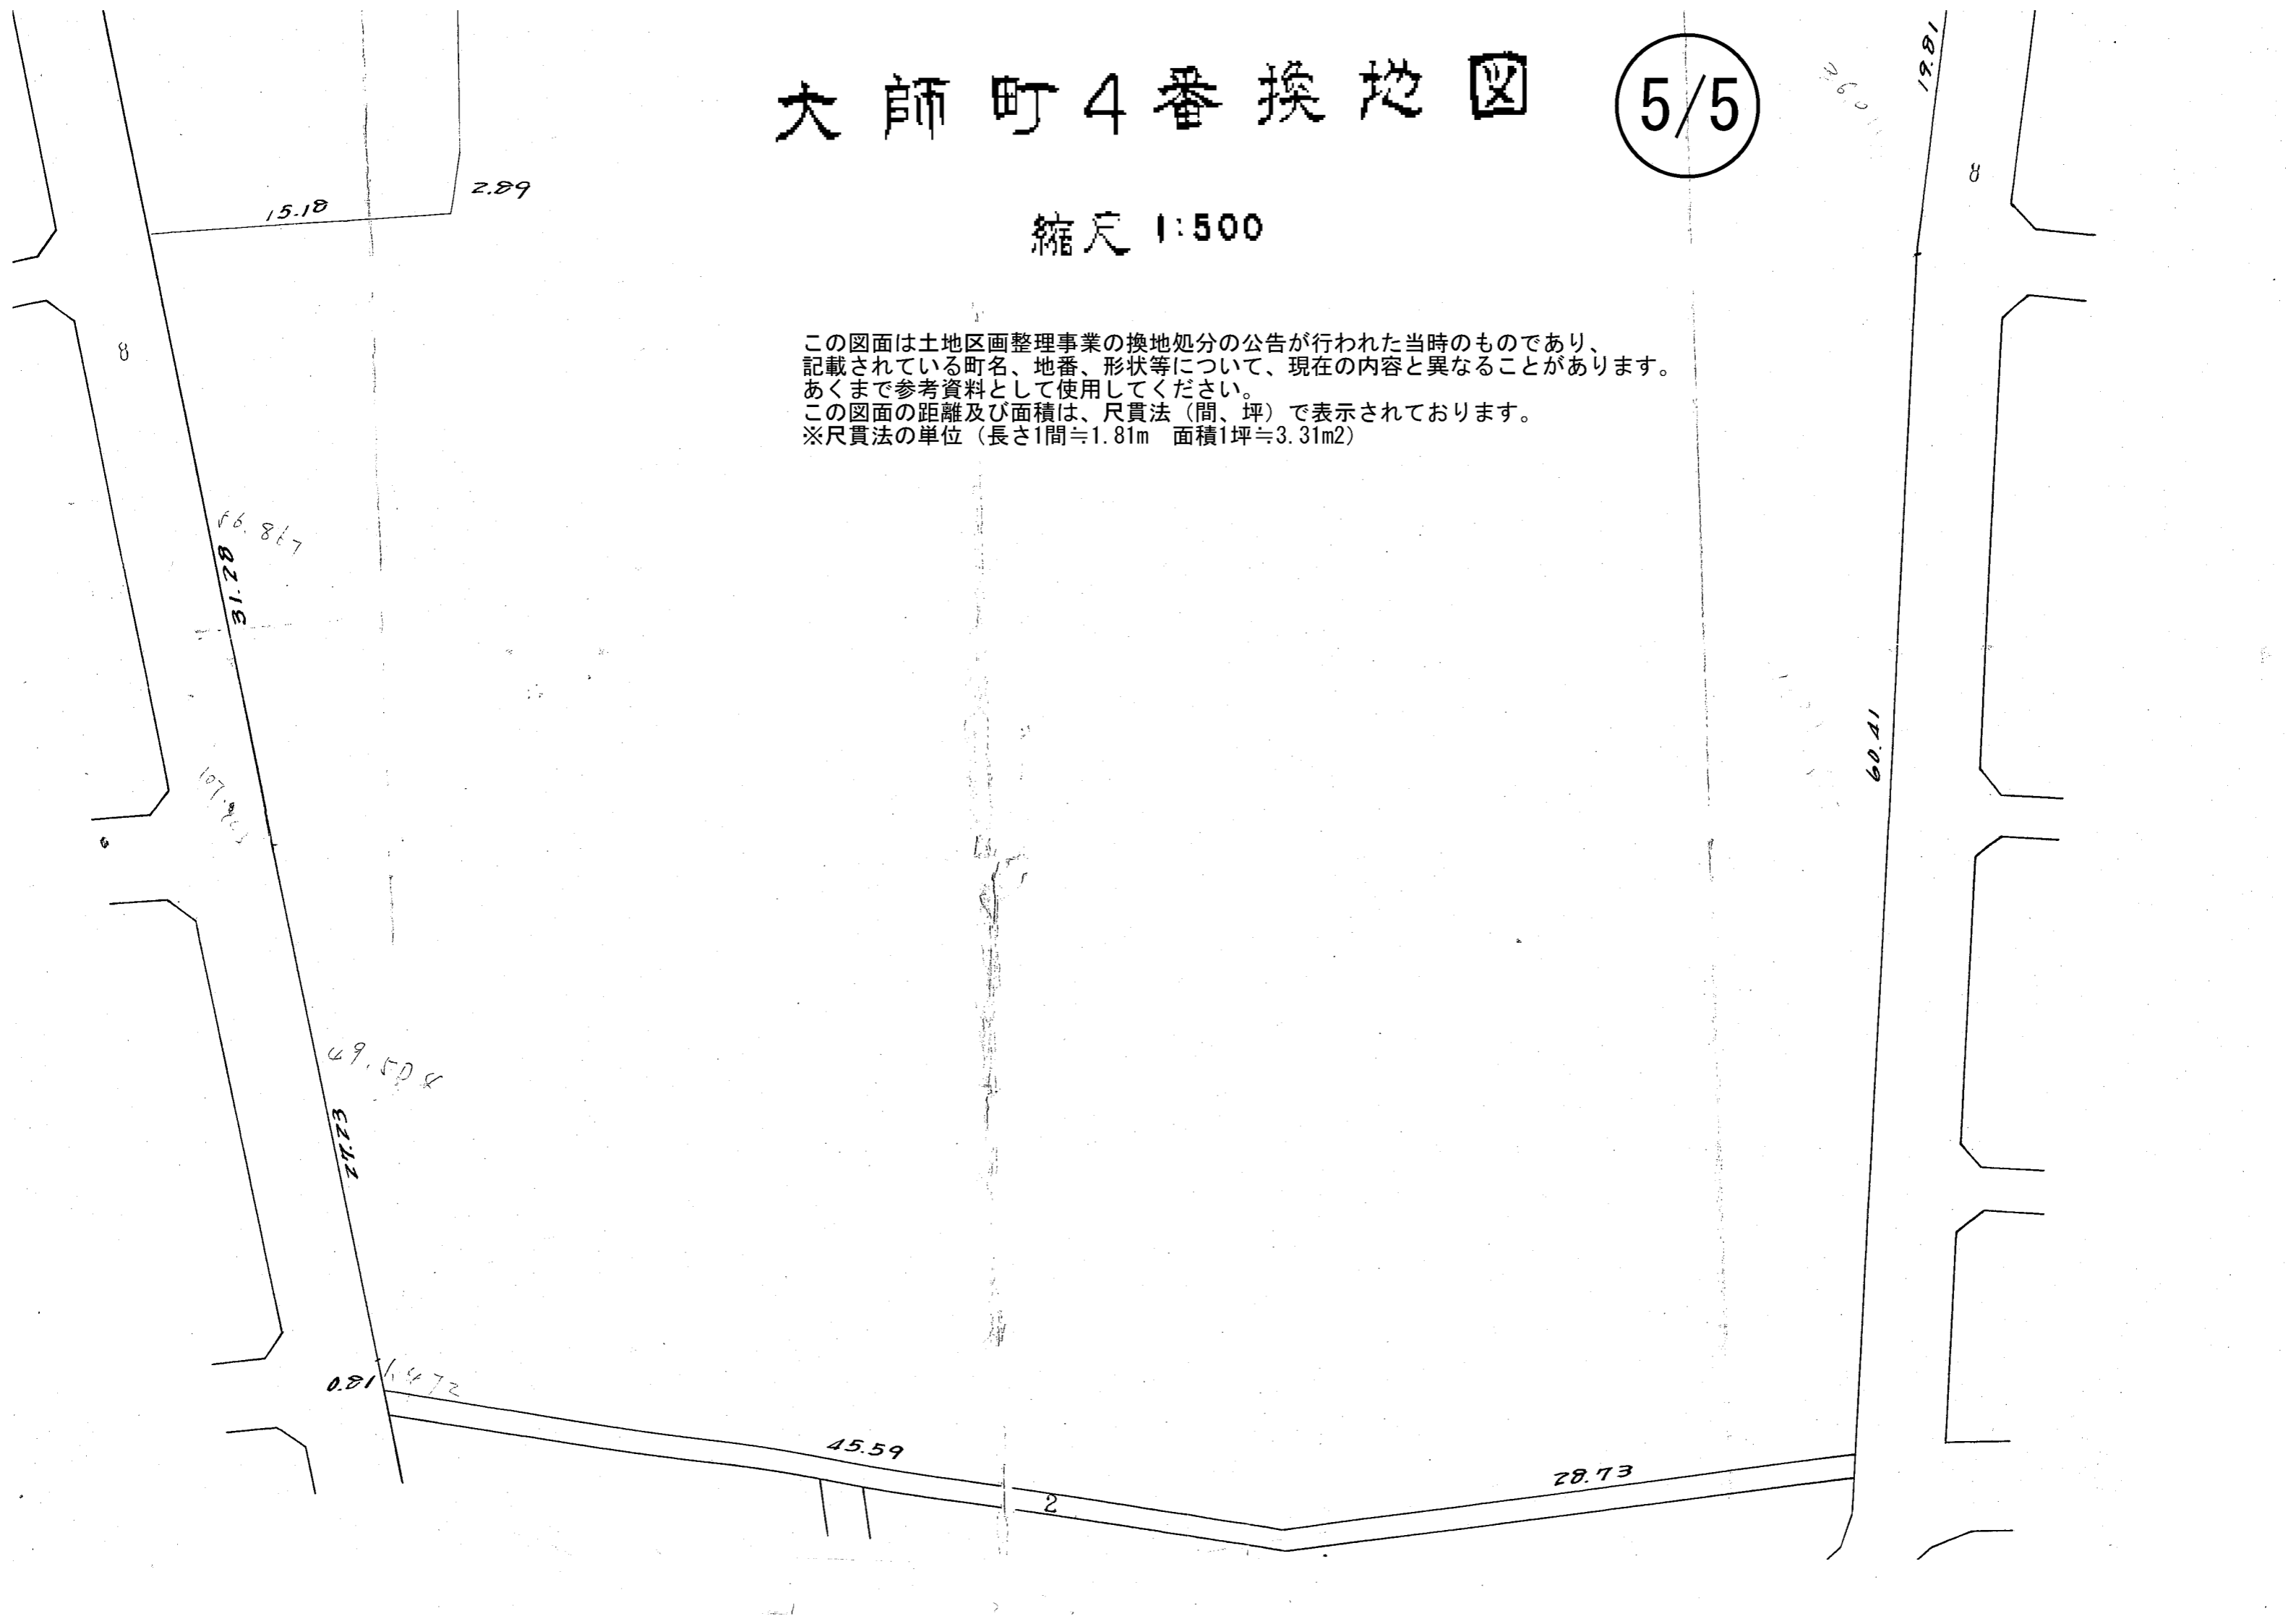 大師町4番換地図
5/5
縮尺 1:500
この図面は土地区画整理事業の換地処分の公告が行われた当時のものであり、
記載されている町名、地番、形状等について、現在の内容と異なることがあります。
あくまで参考資料として使用してください。
この図面の距離及び面積は、尺貫法（間、坪）で表示されております。
※尺貫法の単位（長さ1間≒1.81m　面積1坪≒3.31m2）
19.81
8
2.89
15.18
8
56.867
31.28
60.41
6
49.508
27.23
0.81
1.472
45.59
28.73
2